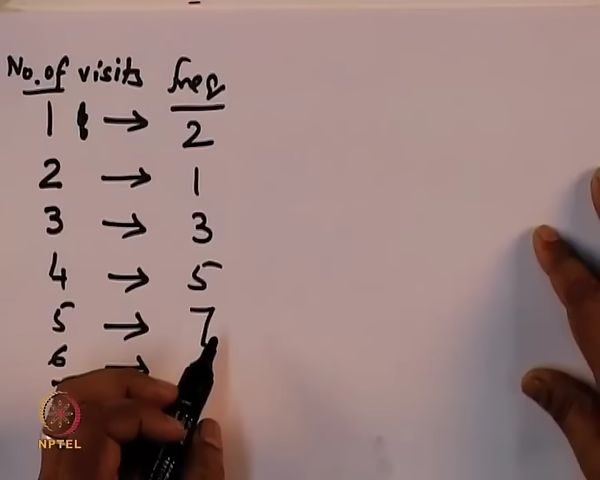 No. of visits freq
1 → 2
2 → 1
3 → 3
4 → 5
5 → 7
6 →
NPTEL